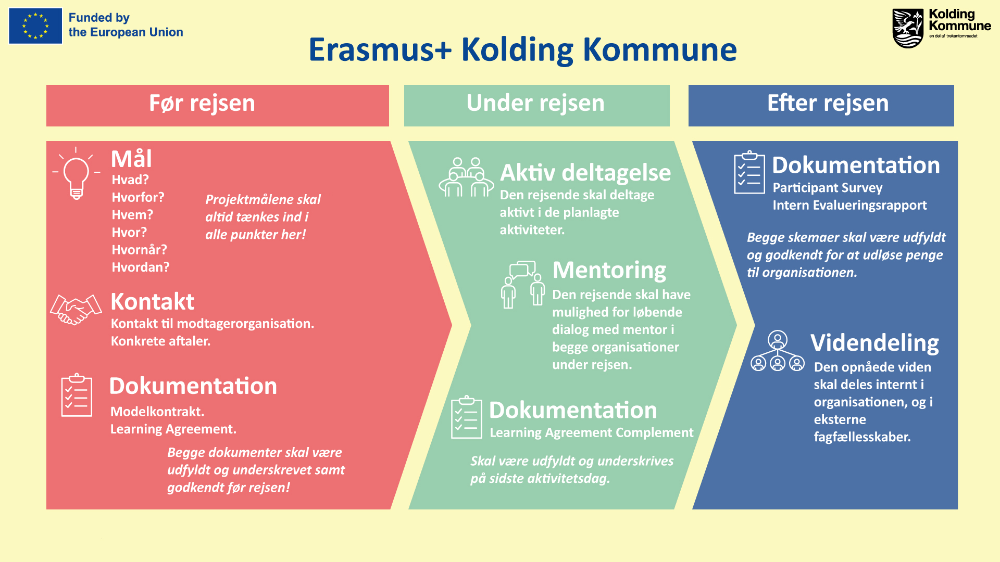 Funded by
the European Union
Kolding
Kommune
en del af trekantomraadet
Erasmus+ Kolding Kommune
Før rejsen
Mål
Hvad?
Hvorfor?
Hvem?
Hvor?
Hvornår?
Hvordan?
Projektmålene skal
altid tænkes ind i
alle punkter her!
Kontakt
Kontakt til modtagerorganisation.
Konkrete aftaler.
Dokumentation
Modelkontrakt.
Learning Agreement.
Begge dokumenter skal være
udfyldt og underskrevet samt
godkendt før rejsen!
Under rejsen
Aktiv deltagelse
Den rejsende skal deltage
aktivt i de planlagte
aktiviteter.
Mentoring
Den rejsende skal have
mulighed for løbende
dialog med mentor i
begge organisationer
under rejsen.
Dokumentation
Learning Agreement Complement
Skal være udfyldt og underskrives
på sidste aktivitetsdag.
Efter rejsen
Dokumentation
Participant Survey
Intern Evalueringsrapport
Begge skemaer skal være udfyldt
og godkendt for at udløse penge
til organisationen.
Videndeling
Den opnåede viden
skal deles internt i
organisationen, og i
eksterne
fagfællesskaber.